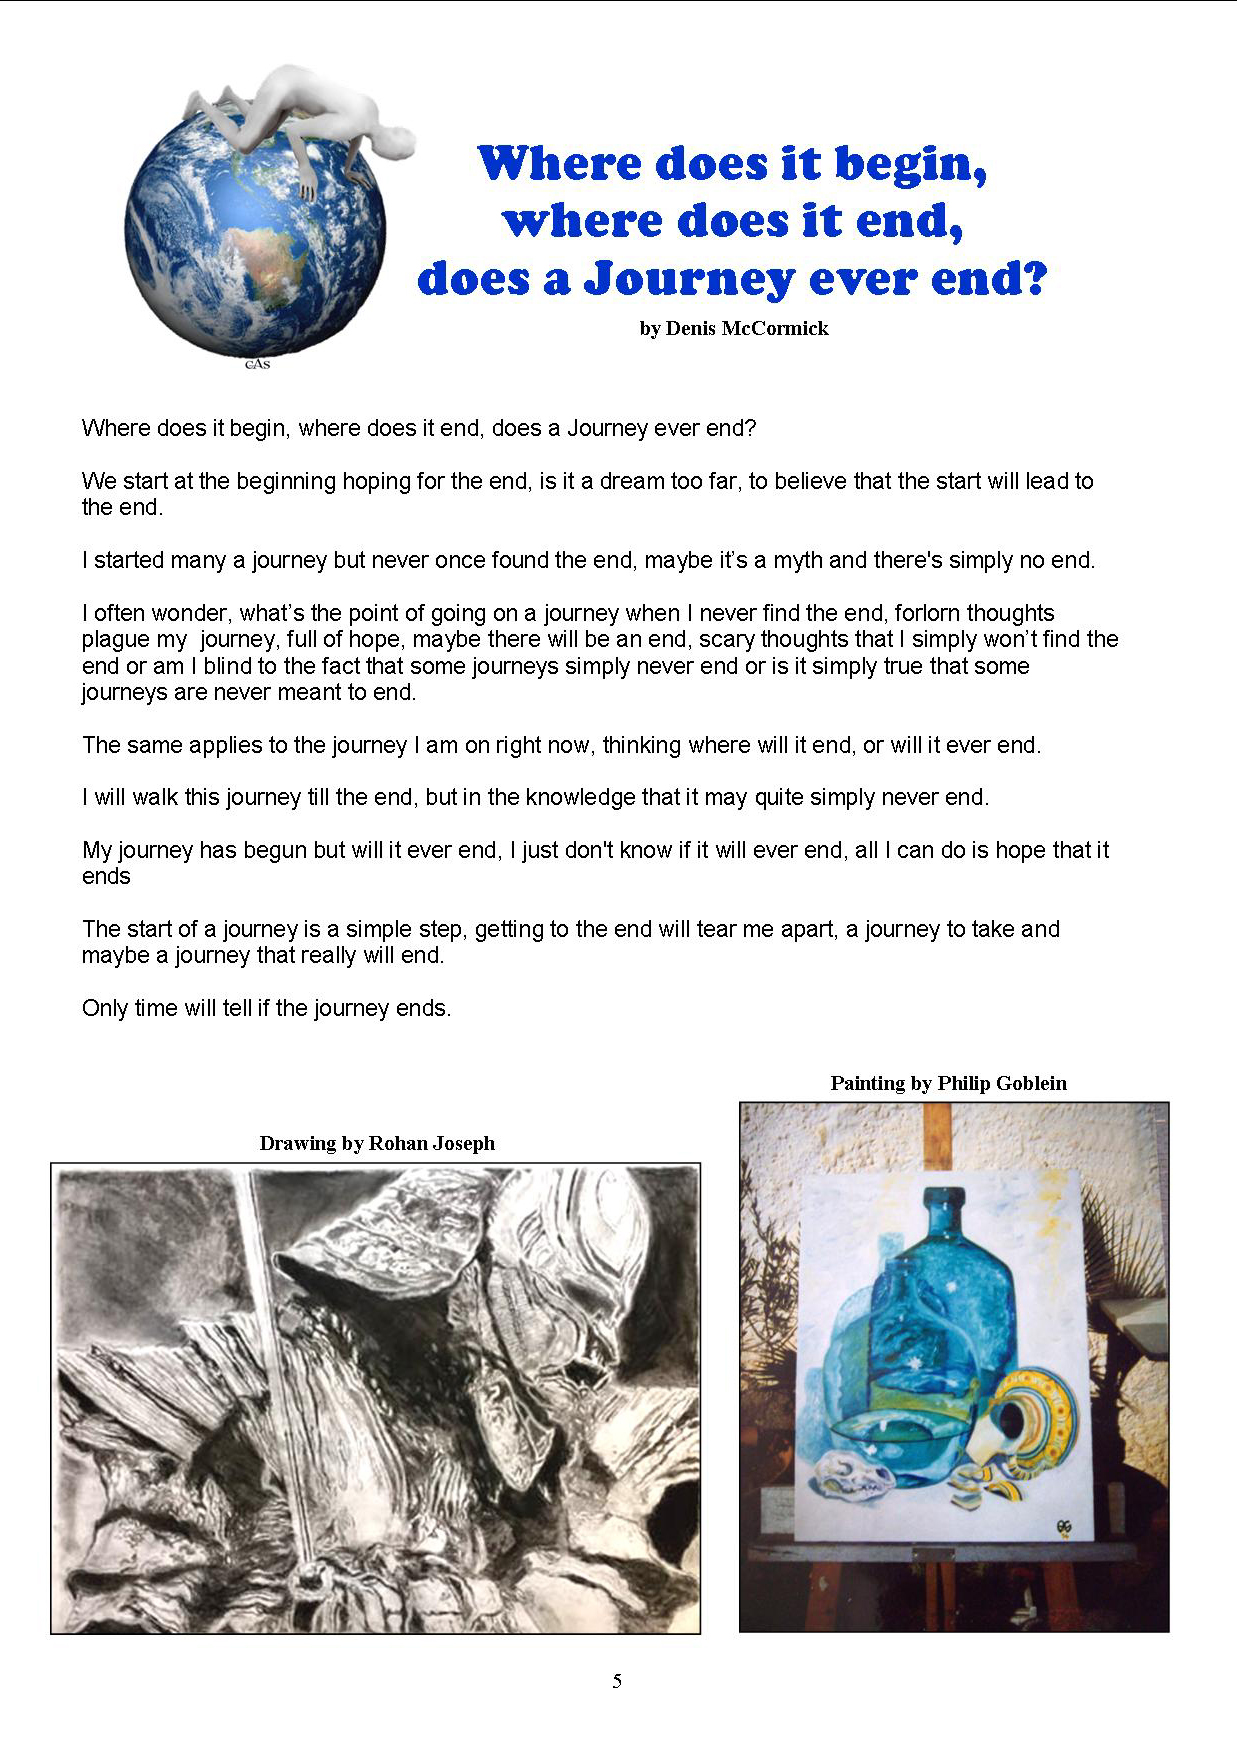 Where does it begin,
where does it end,
does a Journey ever end?
by Denis McCormick
cAs
Where does it begin, where does it end, does a Journey ever end?
We start at the beginning hoping for the end, is it a dream too far, to believe that the start will lead to
the end.
I started many a journey but never once found the end, maybe it’s a myth and there's simply no end.
I often wonder, what’s the point of going on a journey when I never find the end, forlorn thoughts
plague my  journey, full of hope, maybe there will be an end, scary thoughts that I simply won’t find the
end or am I blind to the fact that some journeys simply never end or is it simply true that some
journeys are never meant to end.
The same applies to the journey I am on right now, thinking where will it end, or will it ever end.
I will walk this journey till the end, but in the knowledge that it may quite simply never end.
My journey has begun but will it ever end, I just don't know if it will ever end, all I can do is hope that it
ends
The start of a journey is a simple step, getting to the end will tear me apart, a journey to take and
maybe a journey that really will end.
Only time will tell if the journey ends.
Painting by Philip Goblein
Drawing by Rohan Joseph
5